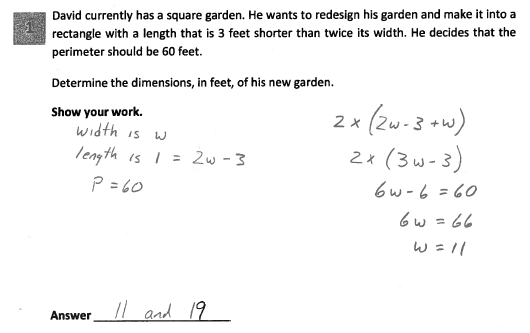 1
David currently has a square garden. He wants to redesign his garden and make it into a
rectangle with a length that is 3 feet shorter than twice its width. He decides that the
perimeter should be 60 feet.
Determine the dimensions, in feet, of his new garden.
Show your work.
width is w
length is l = 2w - 3
P = 60
2 x (2w - 3 + w)
2 x (3w - 3)
6w - 6 = 60
6w = 66
w = 11
Answer 11 and 19